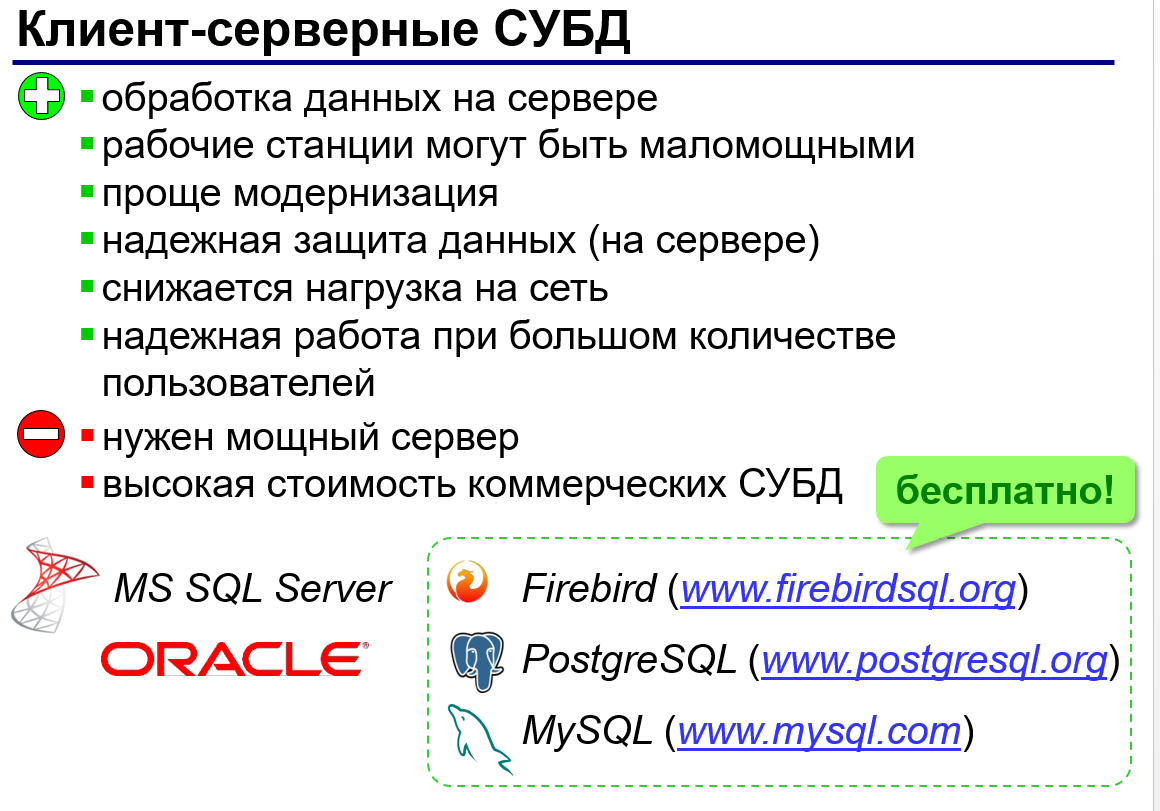 Клиент-серверные СУБД
обработка данных на сервере
рабочие станции могут быть маломощными
проще модернизация
надежная защита данных (на сервере)
снижается нагрузка на сеть
надежная работа при большом количестве
пользователей
нужен мощный сервер
высокая стоимость коммерческих СУБД
бесплатно!
MS SQL Server
ORACLE®
Firebird (www.firebirdsql.org)
PostgreSQL (www.postgresql.org)
MySQL (www.mysql.com)